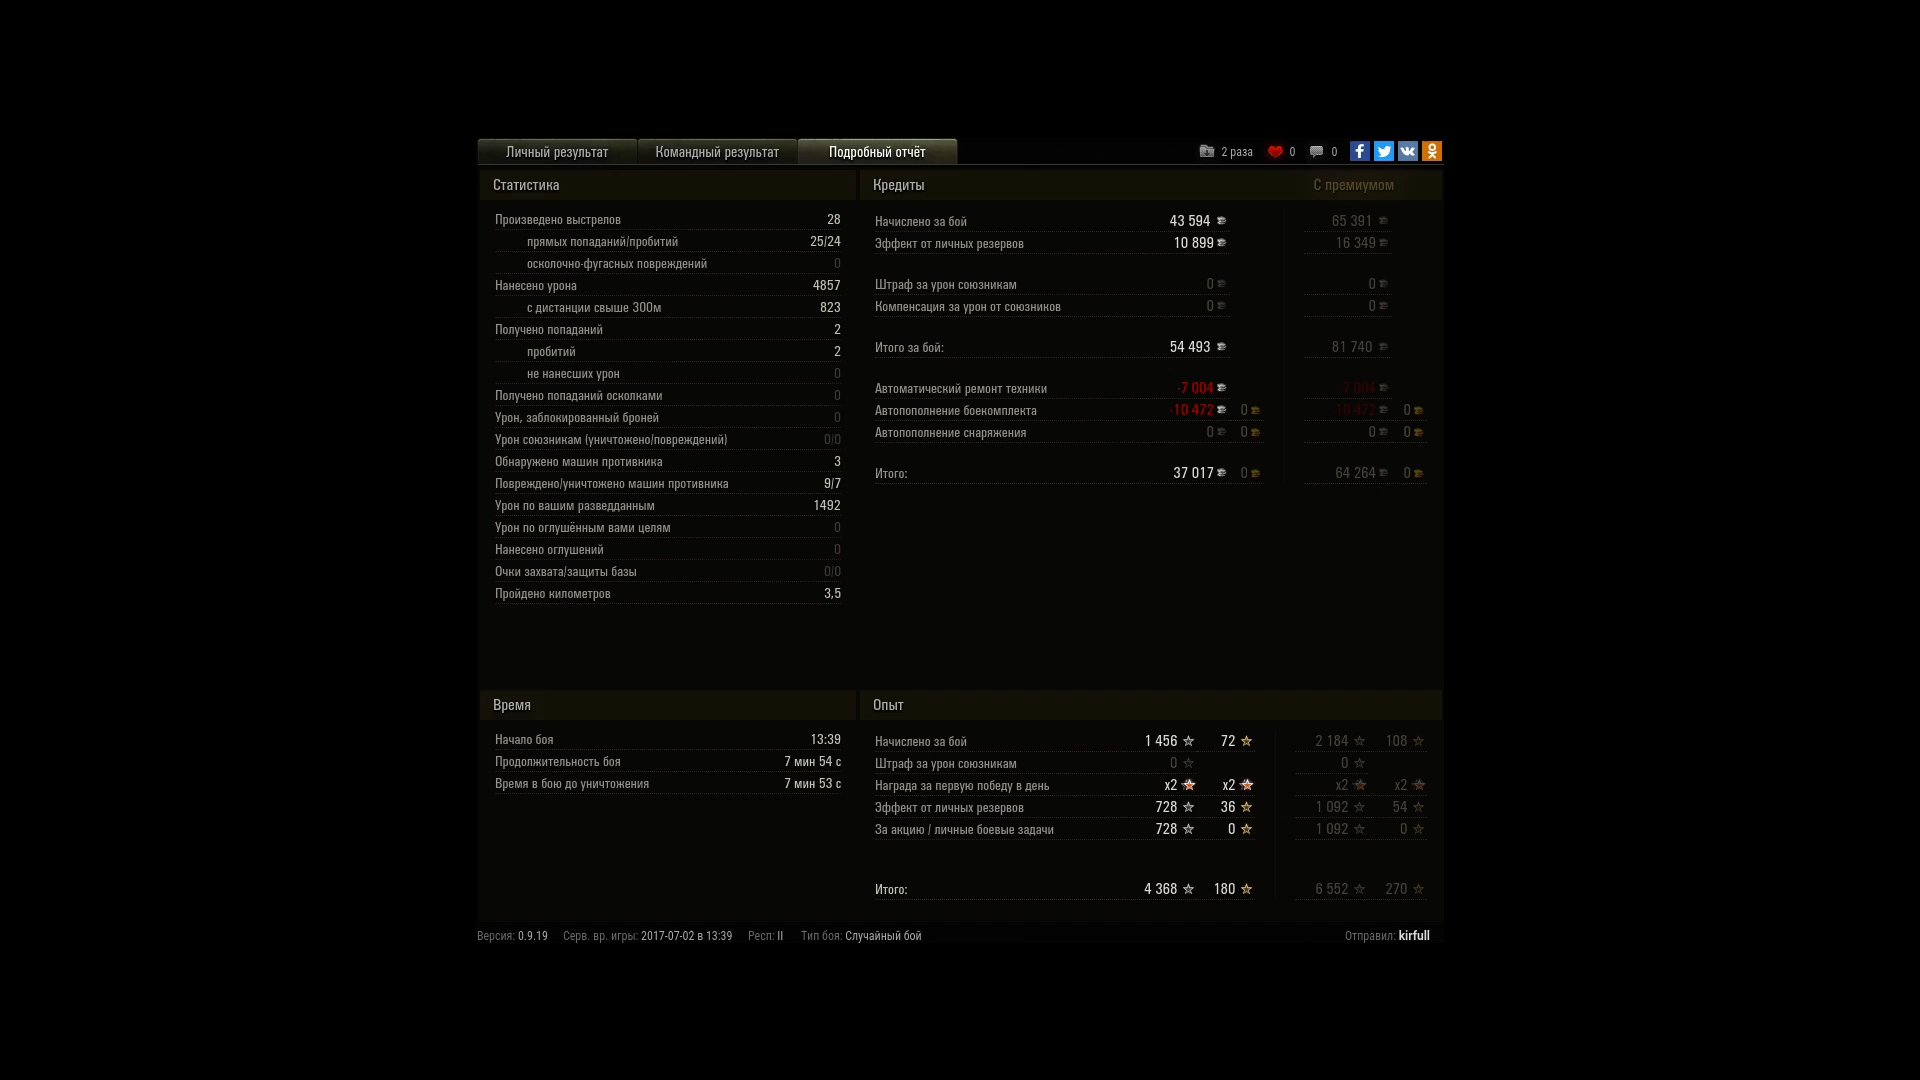 Личный результат Командный результат Подробный отчёт 2 раза 0 0
Статистика
Произведено выстрелов 28
прямых попаданий/пробитий 25/24
осколочно-фугасных повреждений 0
Нанесено урона 4857
с дистанции свыше 300м 823
Получено попаданий 2
пробитий 2
не нанесших урон 0
Получено попаданий осколками 0
Урон, заблокированный броней 0
Урон союзникам (уничтожено/повреждений) 0/0
Обнаружено машин противника 3
Повреждено/уничтожено машин противника 9/7
Урон по вашим разведданным 1492
Урон по оглушённым вами целям 0
Нанесено оглушений 0
Очки захвата/защиты базы 0/0
Пройдено километров 3,5
Кредиты С премиумом
Начислено за бой 43 594 65 391
Эффект от личных резервов 10 899 16 349
Штраф за урон союзникам 0 0
Компенсация за урон от союзников 0 0
Итого за бой: 54 493 81 740
Автоматический ремонт техники -7 004 -7 004
Автопополнение боекомплекта -10 472 0 -10 472 0
Автопополнение снаряжения 0 0 0 0
Итого: 37 017 0 64 264 0
Время
Начало боя 13:39
Продолжительность боя 7 мин 54 с
Время в бою до уничтожения 7 мин 53 с
Опыт
Начислено за бой 1 456 72 2 184 108
Штраф за урон союзникам 0 0
Награда за первую победу в день x2 x2 x2 x2
Эффект от личных резервов 728 36 1 092 54
За акцию / личные боевые задачи 728 0 1 092 0
Итого: 4 368 180 6 552 270
Версия: 0.9.19 Серв. вр. игры: 2017-07-02 в 13:39 Респ: II Тип боя: Случайный бой Отправил: kirfull